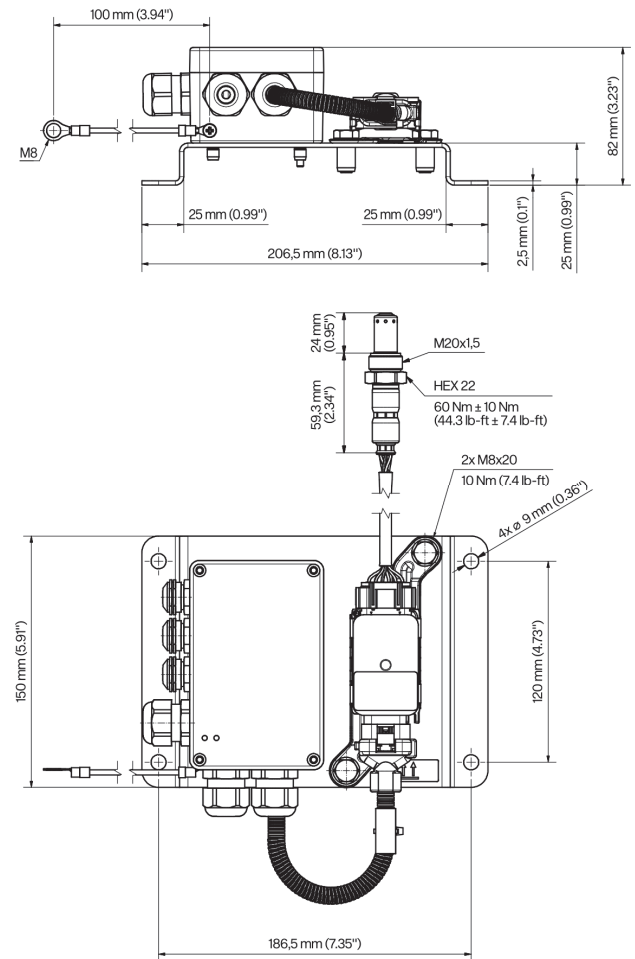 100 mm (3.94")
M8
82 mm (3.23")
25 mm (0.99")
25 mm (0.99")
2,5 mm (0.1")
25 mm (0.99")
206,5 mm (8.13")
24 mm
(0.95")
M20x1,5
59,3 mm
(2.34")
HEX 22
60 Nm ± 10 Nm
(44.3 lb-ft ± 7.4 lb-ft)
2x M8x20
10 Nm (7.4 lb-ft)
4x ø 9 mm (0.36")
150 mm (5.91")
120 mm (4.73")
186,5 mm (7.35")